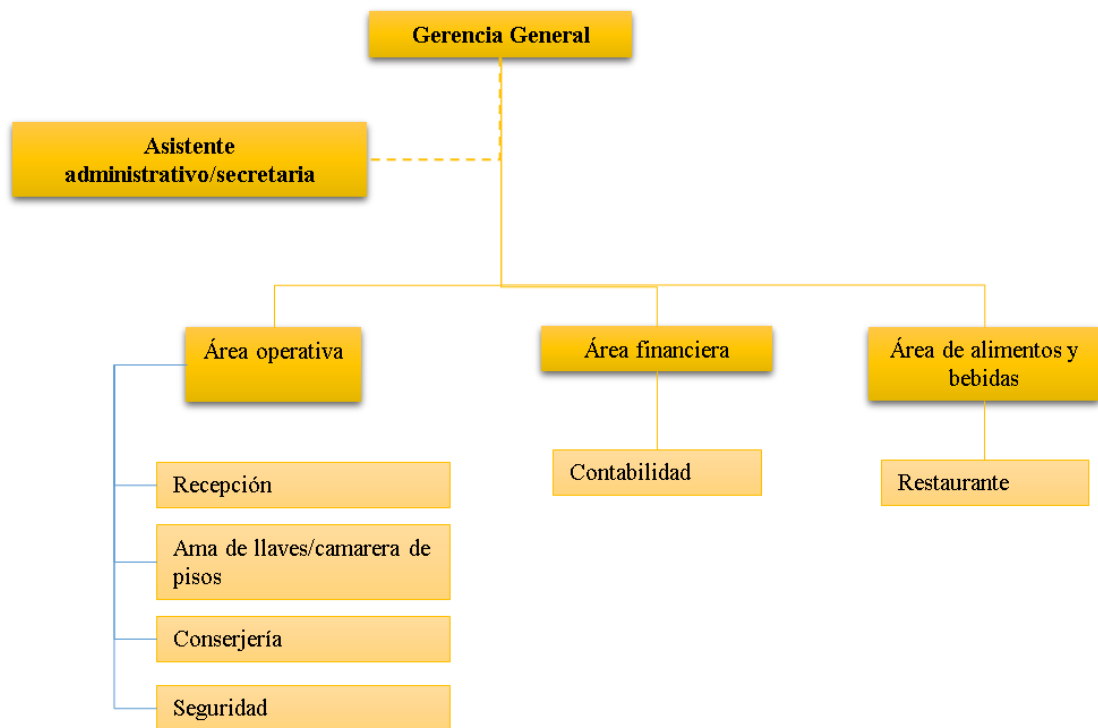 Gerencia General
Asistente
administrativo/secretaria
Área operativa
Área financiera
Área de alimentos y
bebidas
Recepción
Ama de llaves/camarera de
pisos
Conserjería
Seguridad
Contabilidad
Restaurante